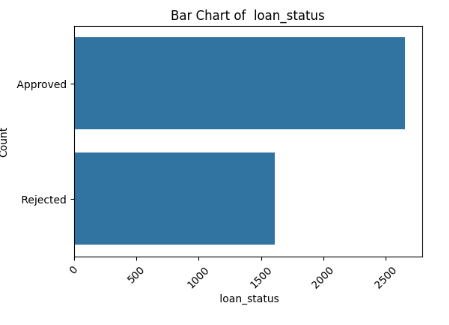 Bar Chart of loan_status
Approved
Count
Rejected
0 500 1000 1500 2000 2500
loan_status